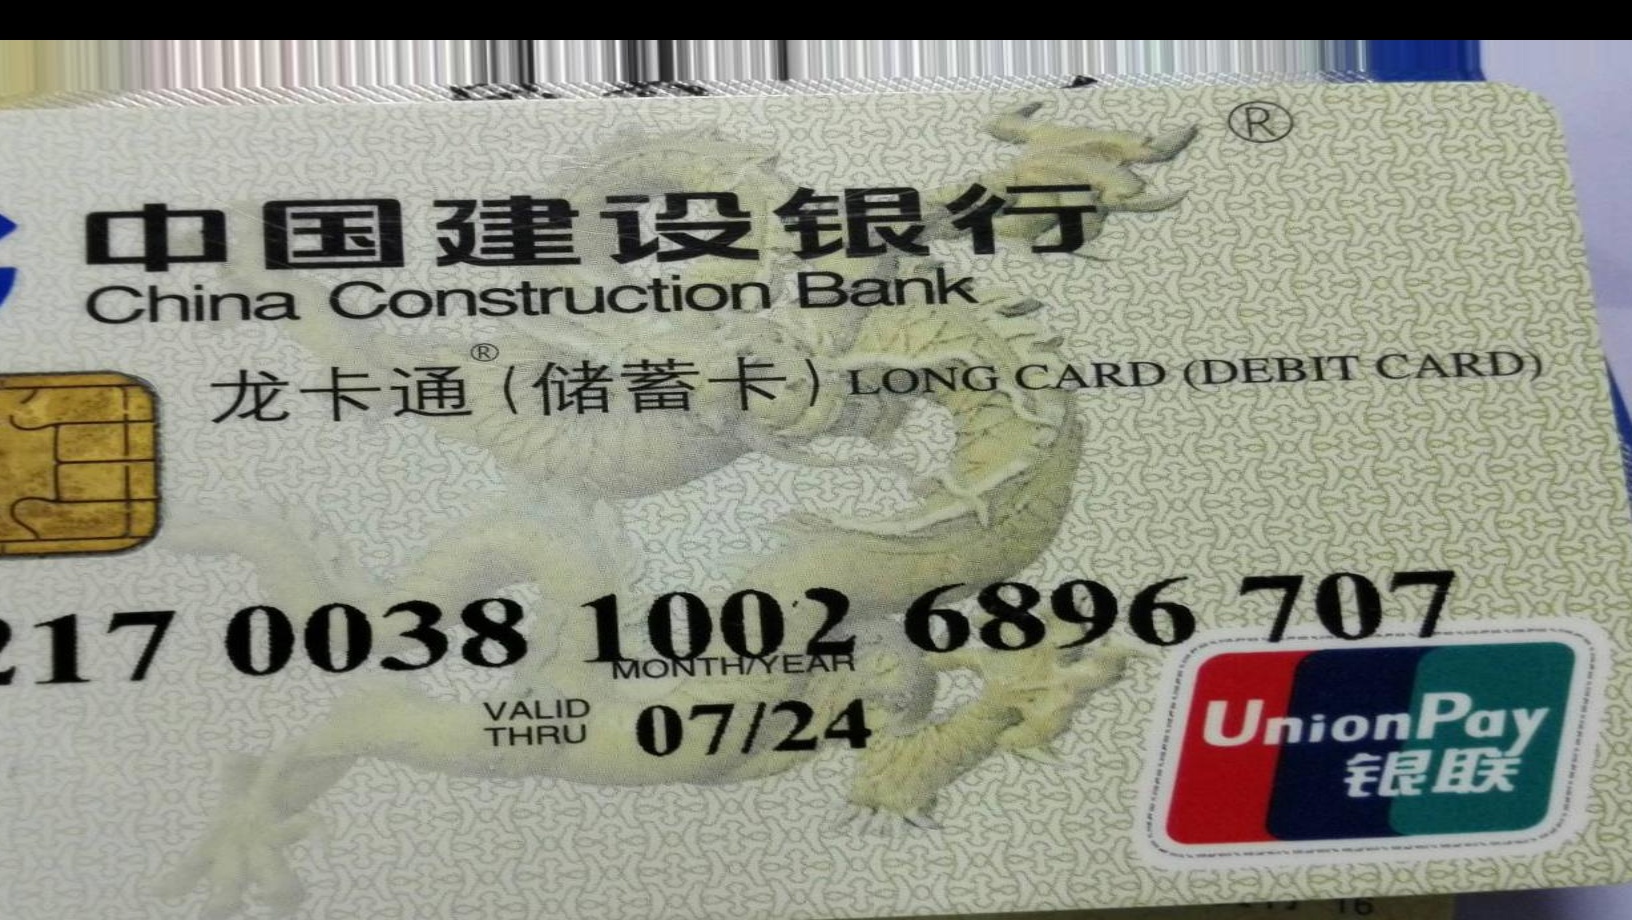 ®
中国建设银行
China Construction Bank
龙卡通®(储蓄卡) LONG CARD (DEBIT CARD)
217 0038 1002 6896 707
MONTH/YEAR
VALID THRU 07/24
UnionPay
银联
16